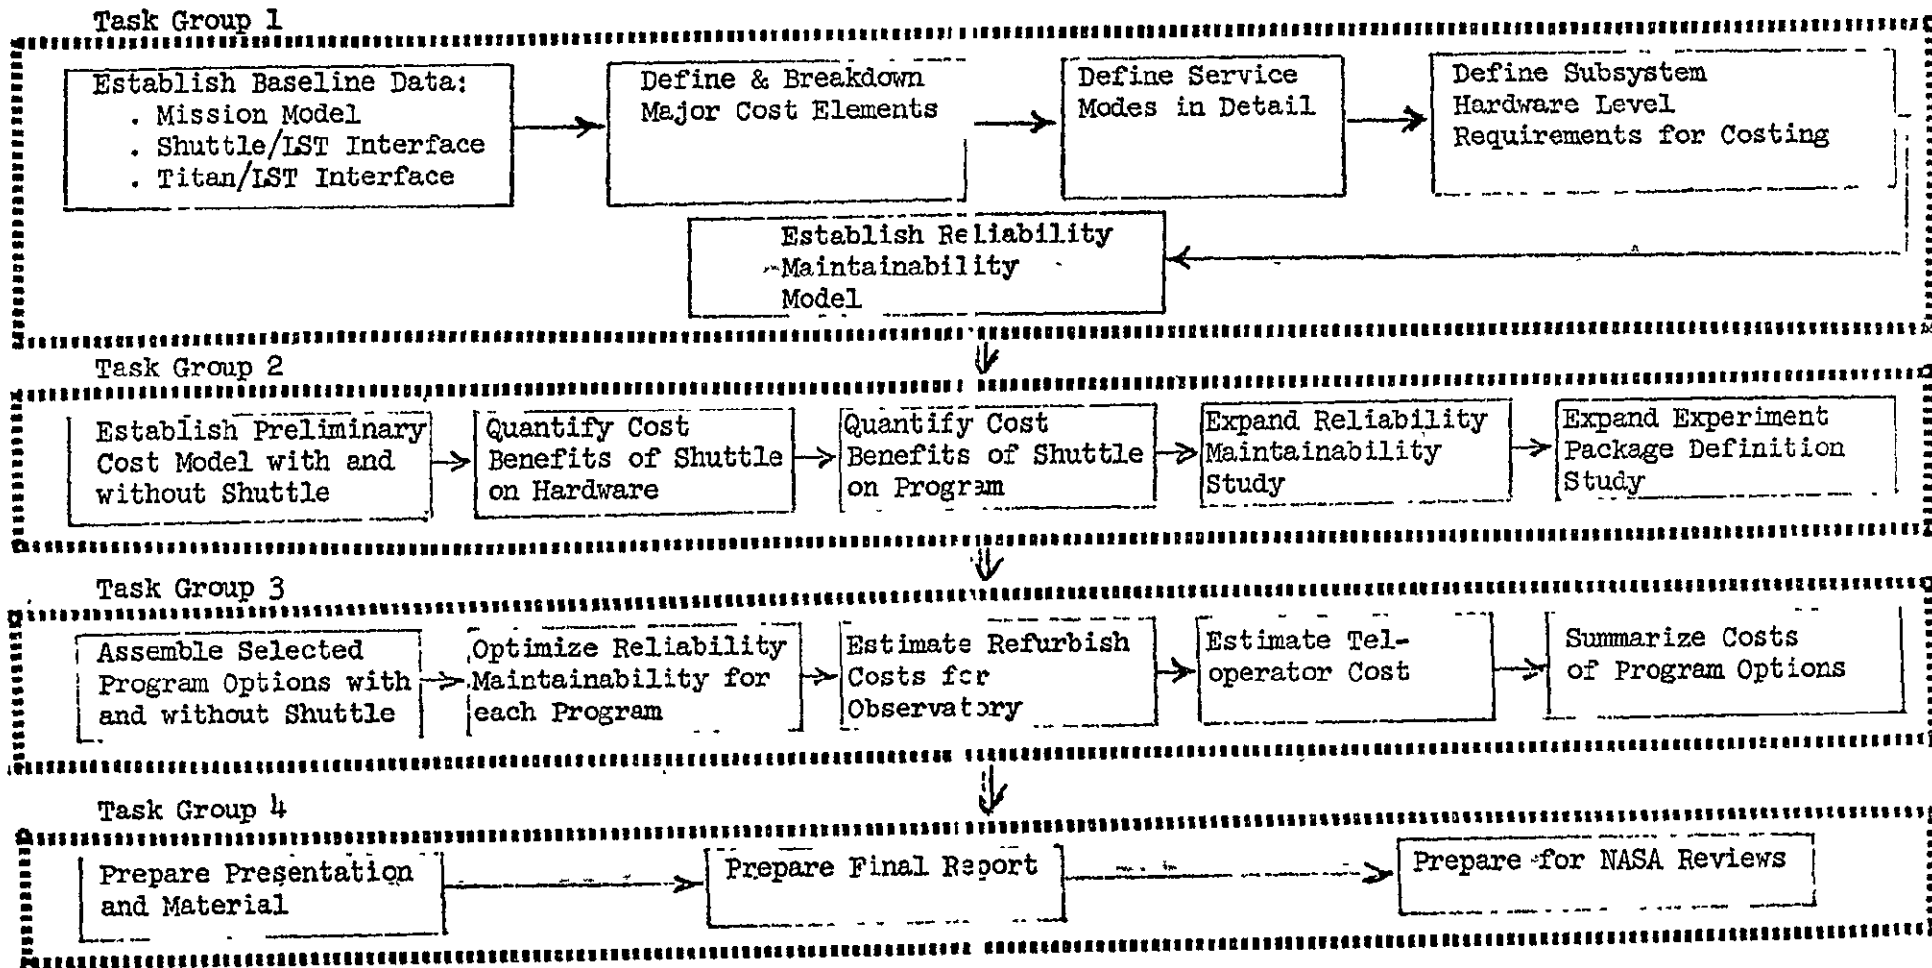 Task Group 1
Establish Baseline Data:
. Mission Model
. Shuttle/LST Interface
. Titan/LST Interface
Define & Breakdown
Major Cost Elements
Define Service
Modes in Detail
Define Subsystem
Hardware Level
Requirements for Costing
Establish Reliability
Maintainability
Model
Task Group 2
Establish Preliminary
Cost Model with and
without Shuttle
Quantify Cost
Benefits of Shuttle
on Hardware
Quantify Cost
Benefits of Shuttle
on Program
Expand Reliability
Maintainability
Study
Expand Experiment
Package Definition
Study
Task Group 3
Assemble Selected
Program Options with
and without Shuttle
Optimize Reliability
Maintainability for
each Program
Estimate Refurbish
Costs for
Observatory
Estimate Tel-
operator Cost
Summarize Costs
of Program Options
Task Group 4
Prepare Presentation
and Material
Prepare Final Report
Prepare for NASA Reviews